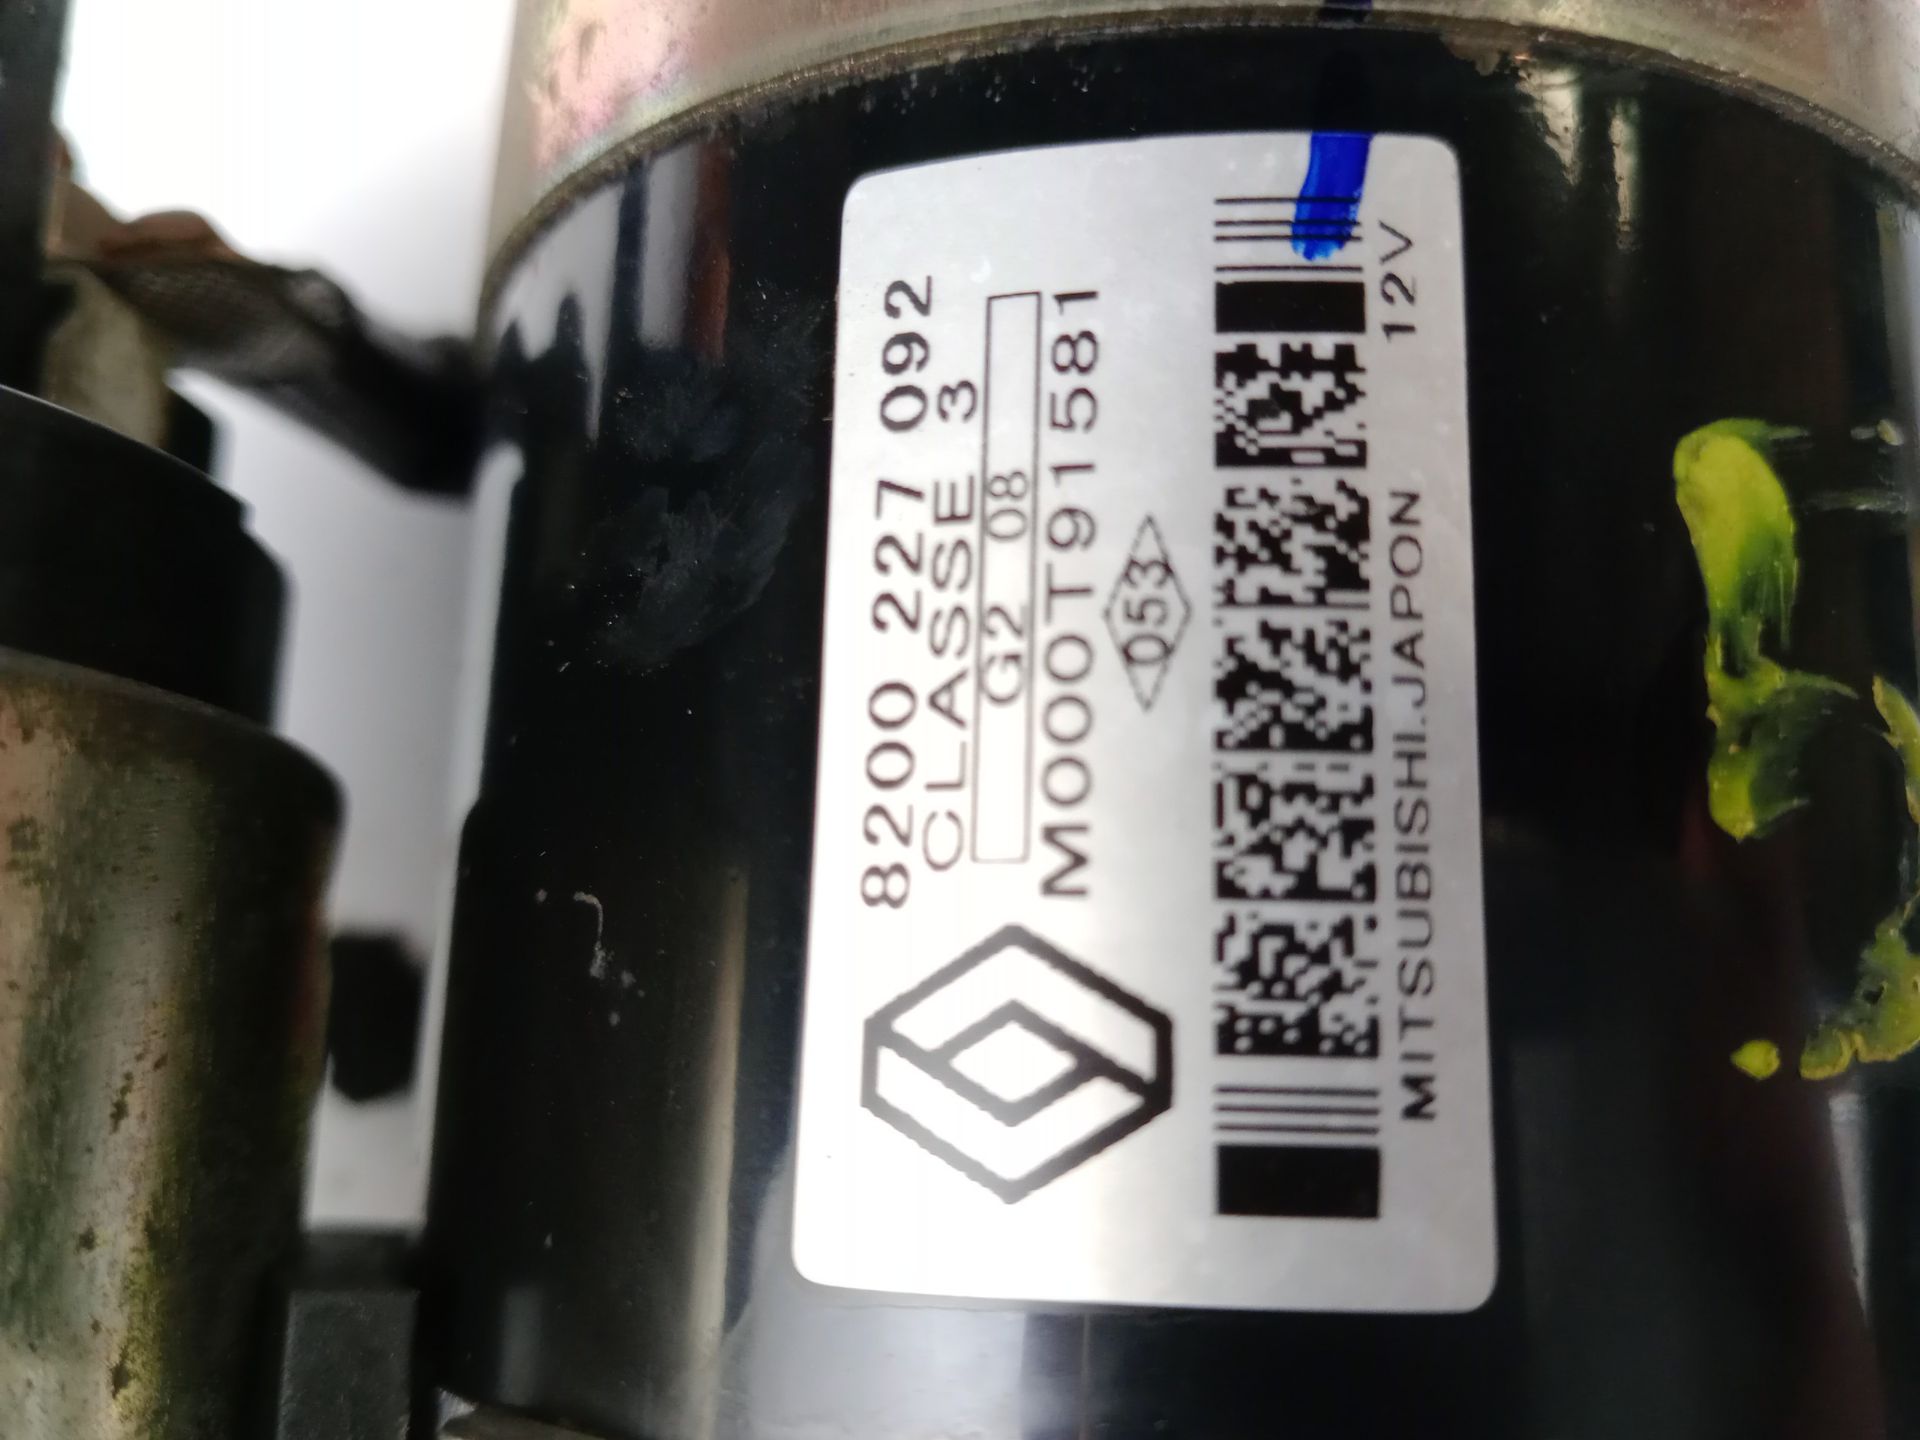 8200 227 092
CLASSE 3
G2 08
M000T91581
053
12V
MITSUBISHI.JAPON